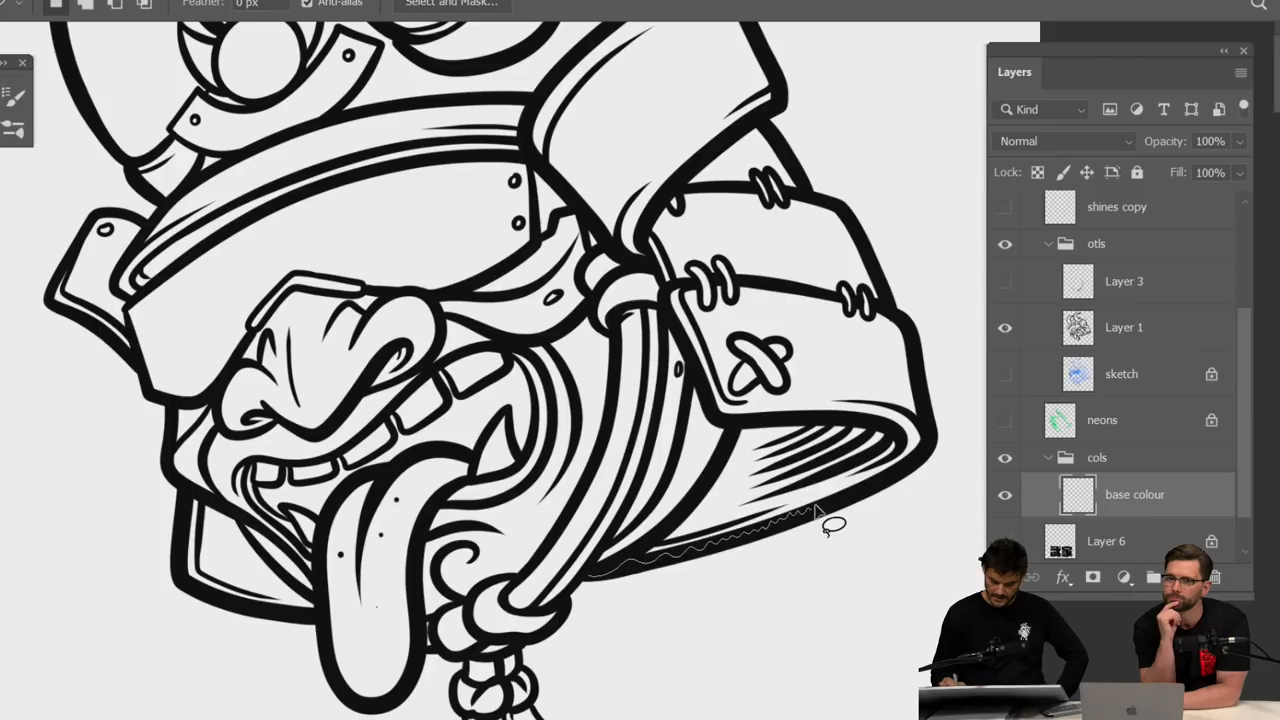 Feather: 0 px Anti-alias Select and Mask...
Layers
Kind
Normal Opacity: 100%
Lock: Fill: 100%
shines copy
otls
Layer 3
Layer 1
sketch
neons
cols
base colour
Layer 6
fx